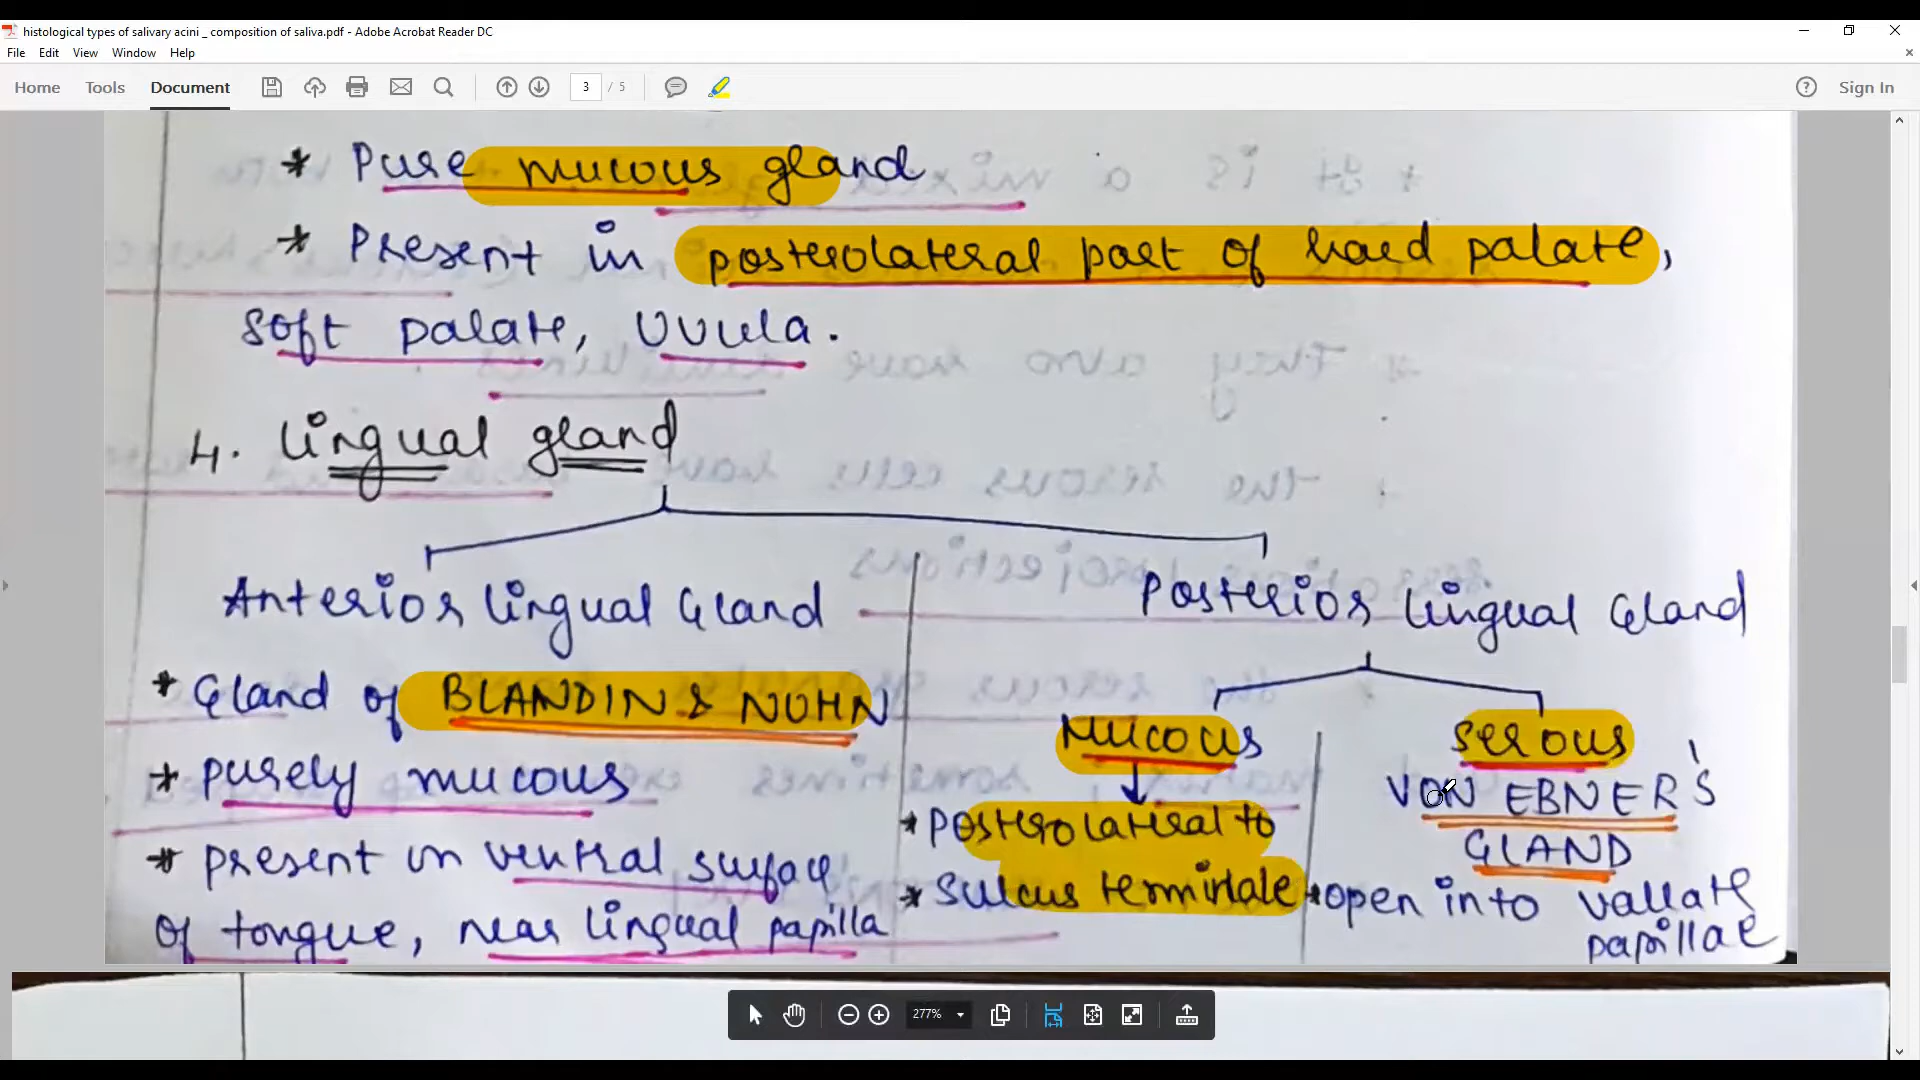 histological types of salivary acini _ composition of saliva.pdf - Adobe Acrobat Reader DC
File Edit View Window Help
Home Tools Document 3 / 5 Sign In
* Pure mucous gland
* Present in posterolateral part of hard palate,
soft palate, Uvula.
4. lingual gland
Anterior lingual Gland
* Gland of BLANDIN & NUHN
* purely mucous
* present in ventral surface
of tongue, near lingual papilla
Posterior lingual Gland
Mucous
* Posterolateral to
* Sulcus terminale
Serous
VON EBNER'S
GLAND
* open into vallate
papillae
277%